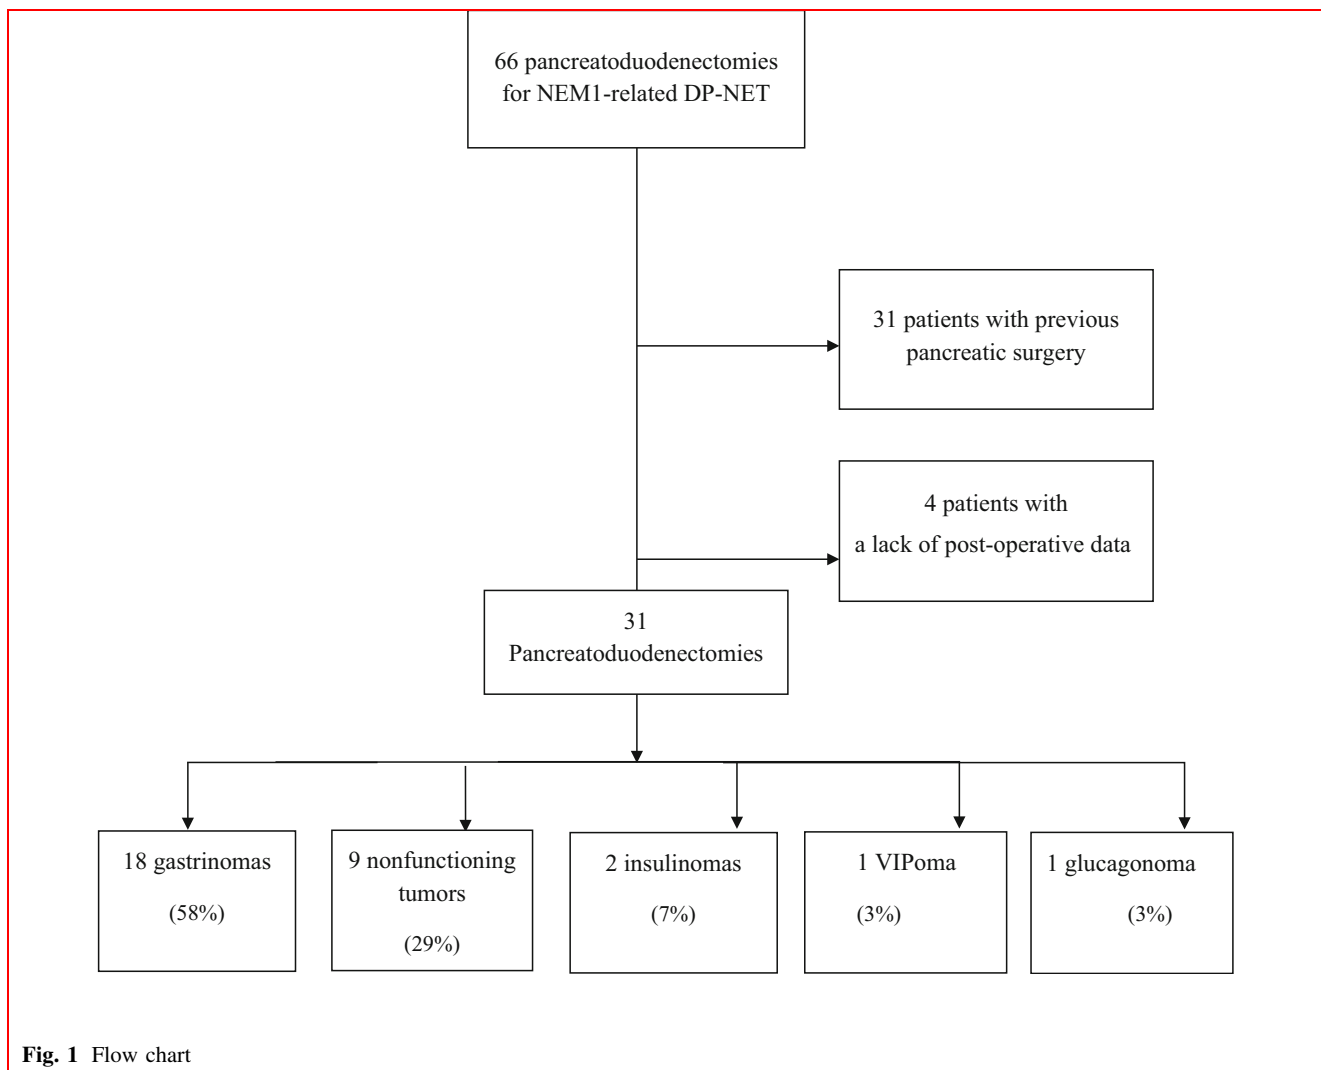 66 pancreatoduodenectomies
for NEM1-related DP-NET
31 patients with previous
pancreatic surgery
4 patients with
a lack of post-operative data
31
Pancreatoduodenectomies
18 gastrinomas
(58%)
9 nonfunctioning
tumors
(29%)
2 insulinomas
(7%)
1 VIPoma
(3%)
1 glucagonoma
(3%)
Fig. 1 Flow chart